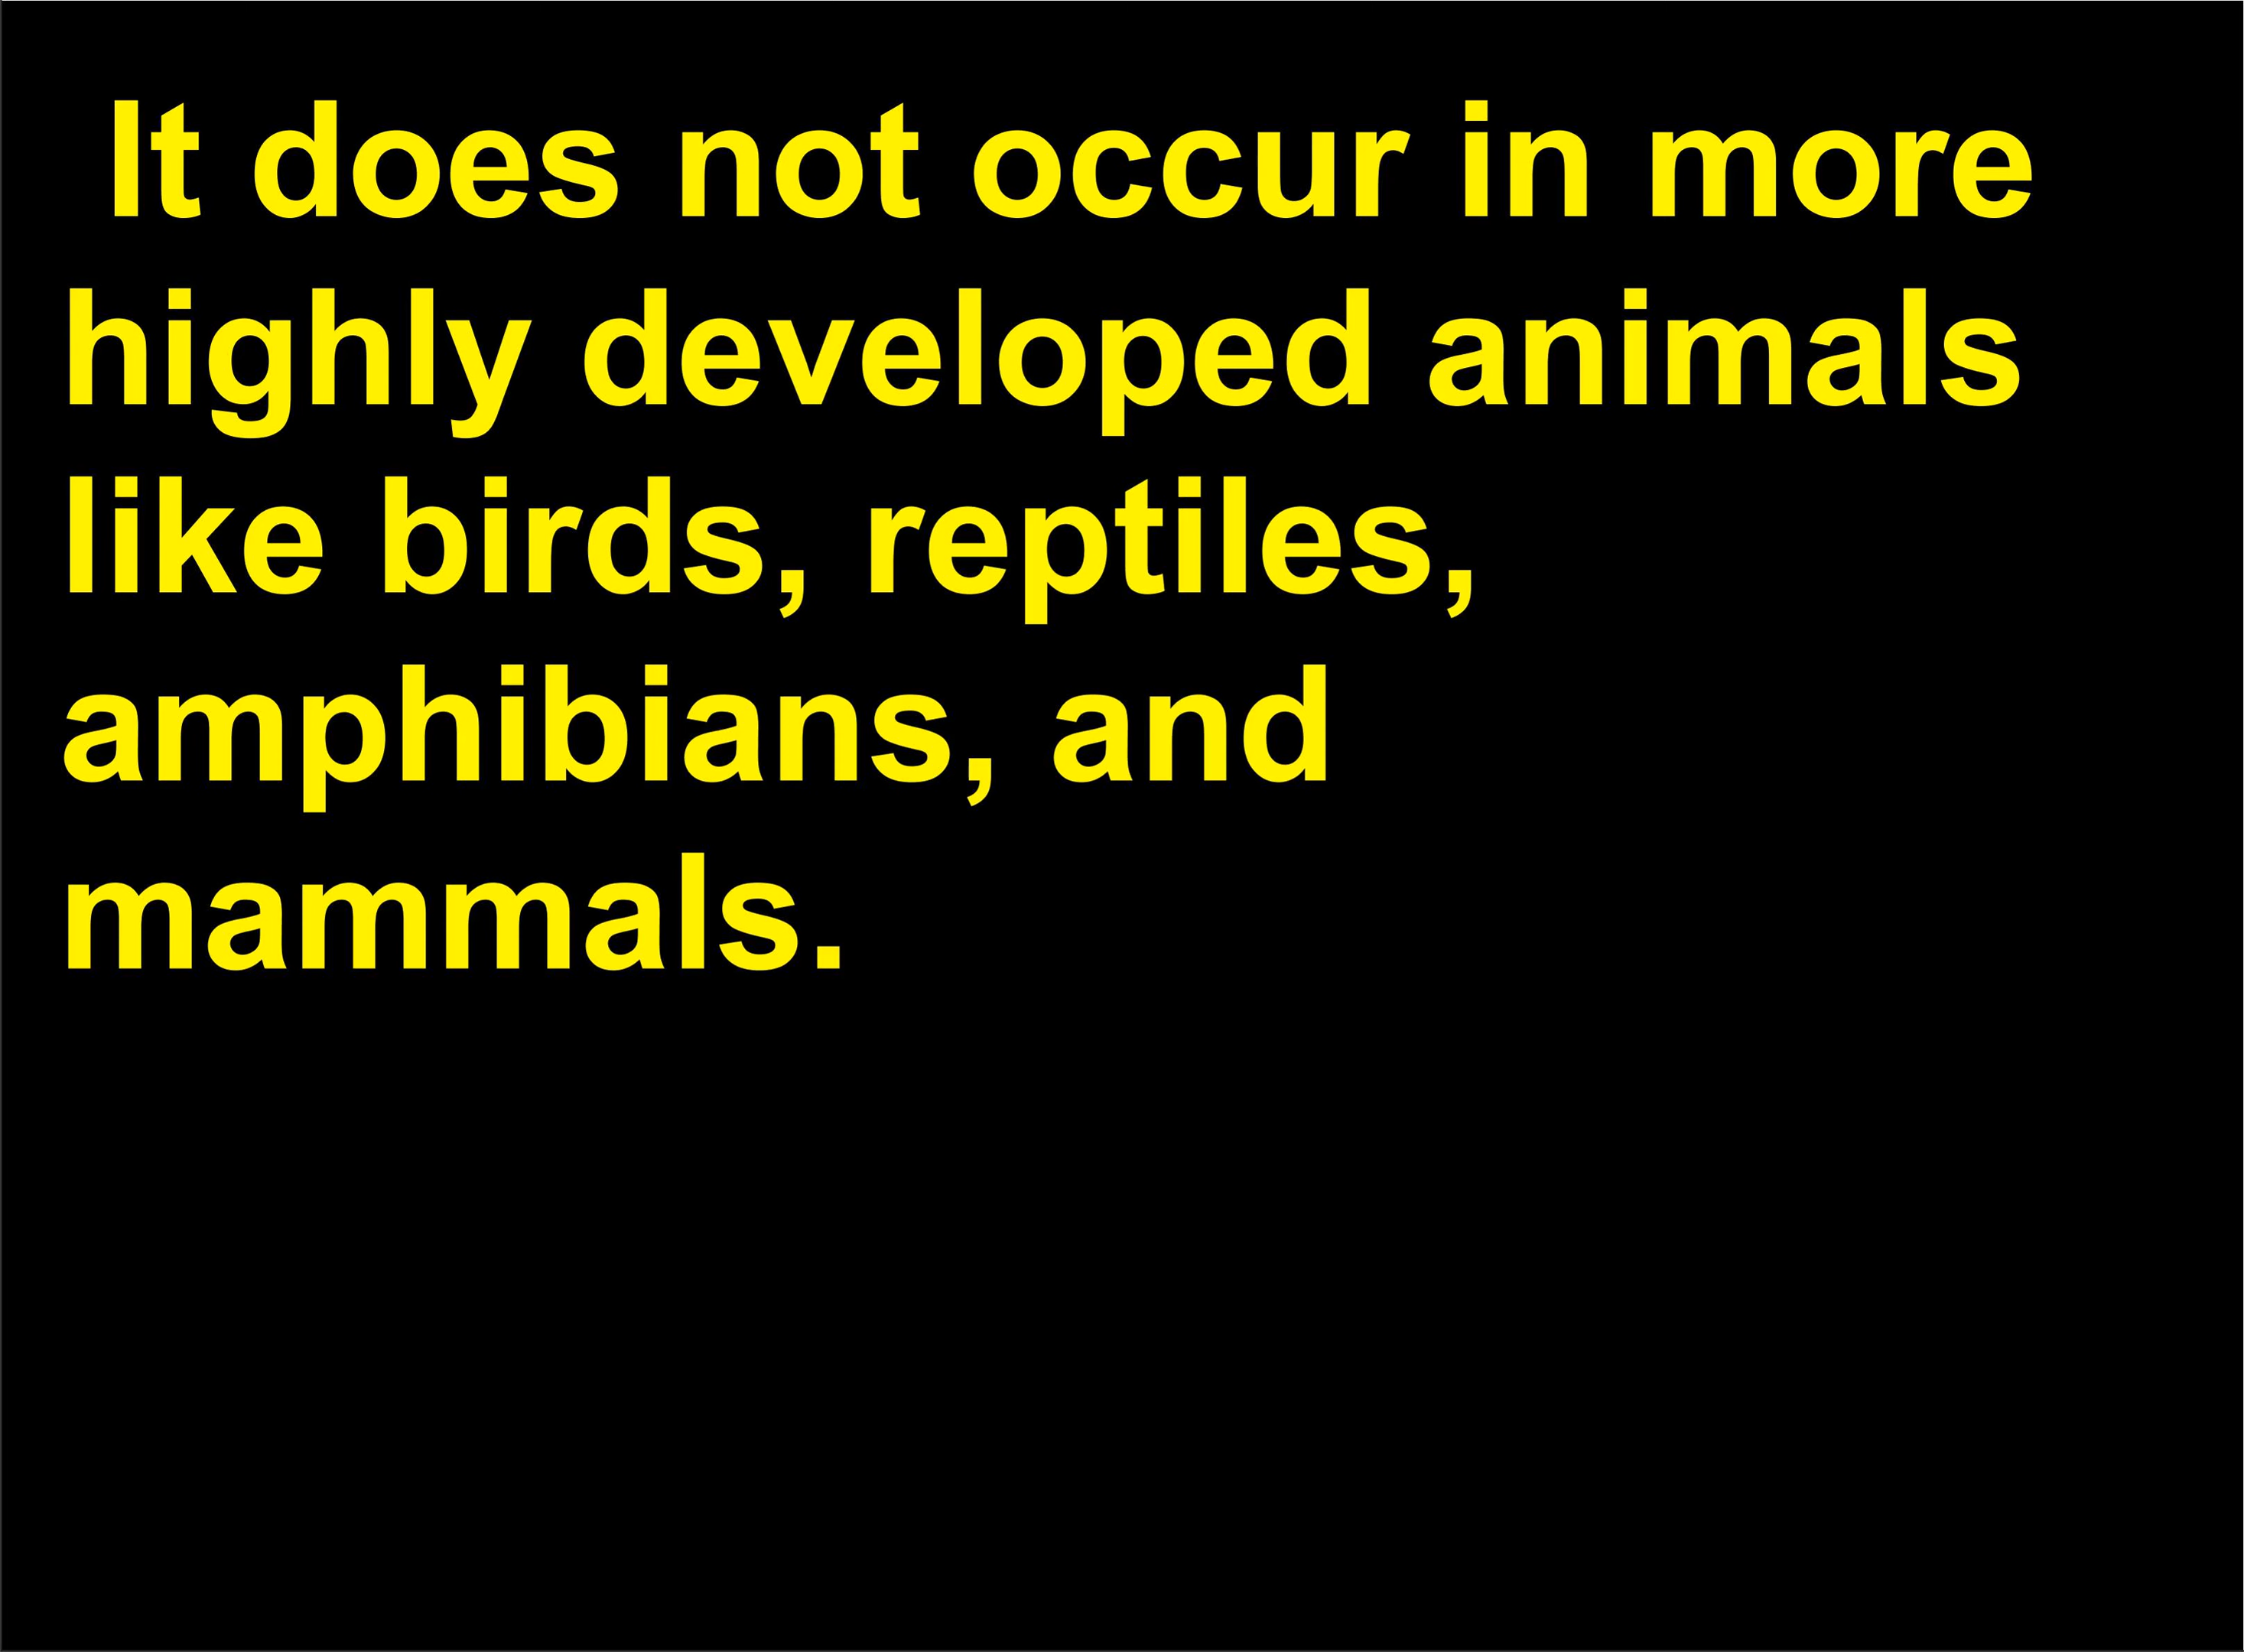 It does not occur in more
highly developed animals
like birds, reptiles,
amphibians, and
mammals.